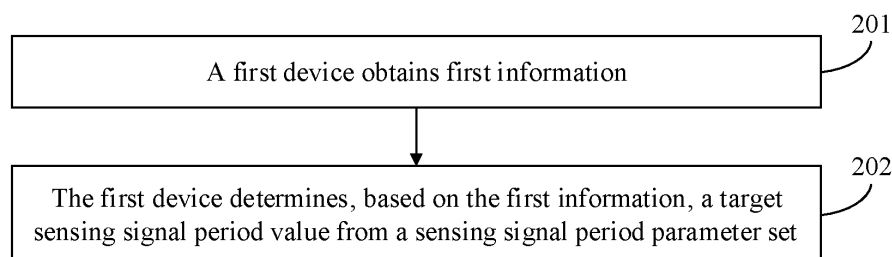 201
A first device obtains first information
202
The first device determines, based on the first information, a target
sensing signal period value from a sensing signal period parameter set